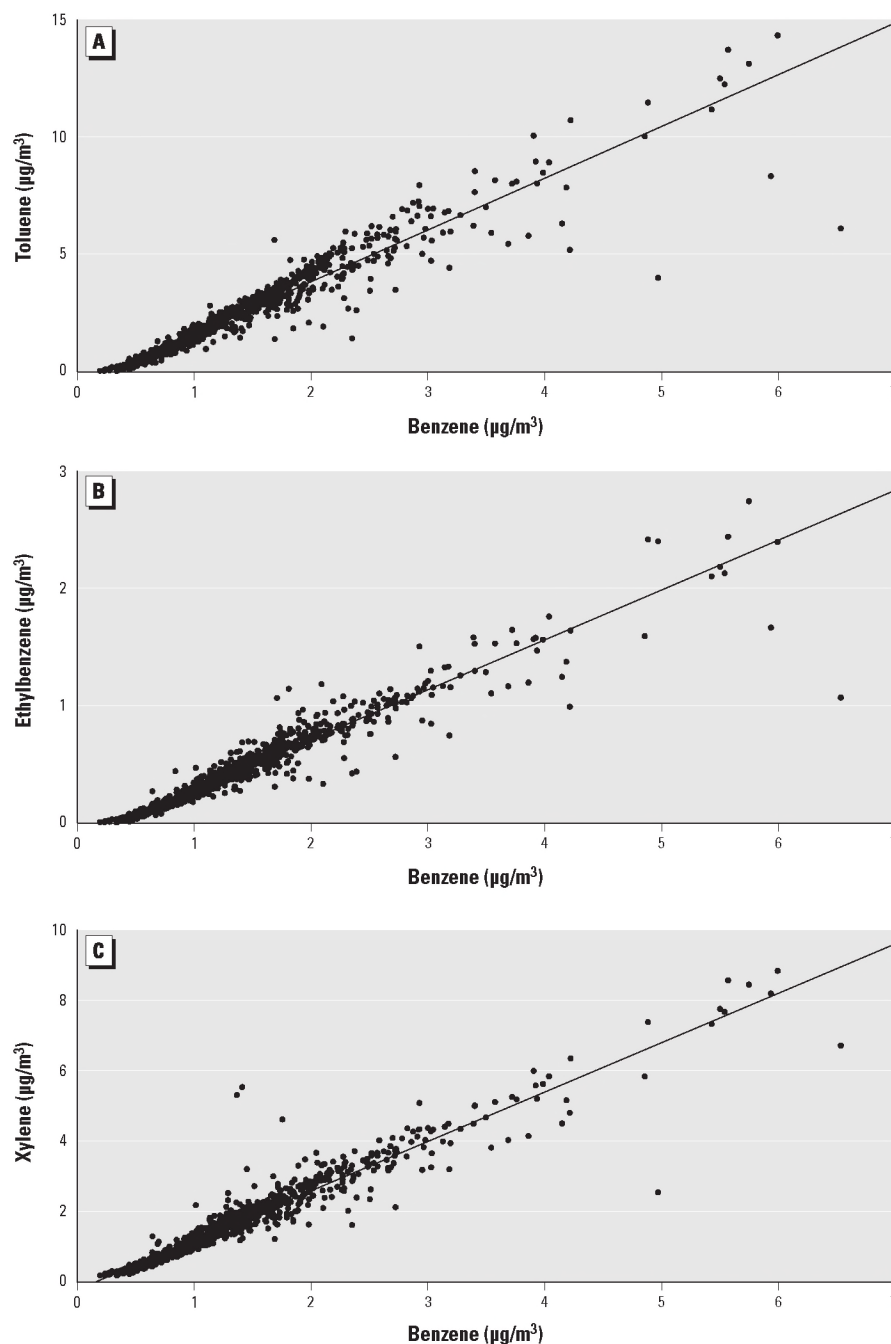 A
15
10
5
0
Toluene (µg/m³)
0 1 2 3 4 5 6
Benzene (µg/m³)
B
3
2
1
0
Ethylbenzene (µg/m³)
0 1 2 3 4 5 6
Benzene (µg/m³)
C
10
8
6
4
2
0
Xylene (µg/m³)
0 1 2 3 4 5 6
Benzene (µg/m³)